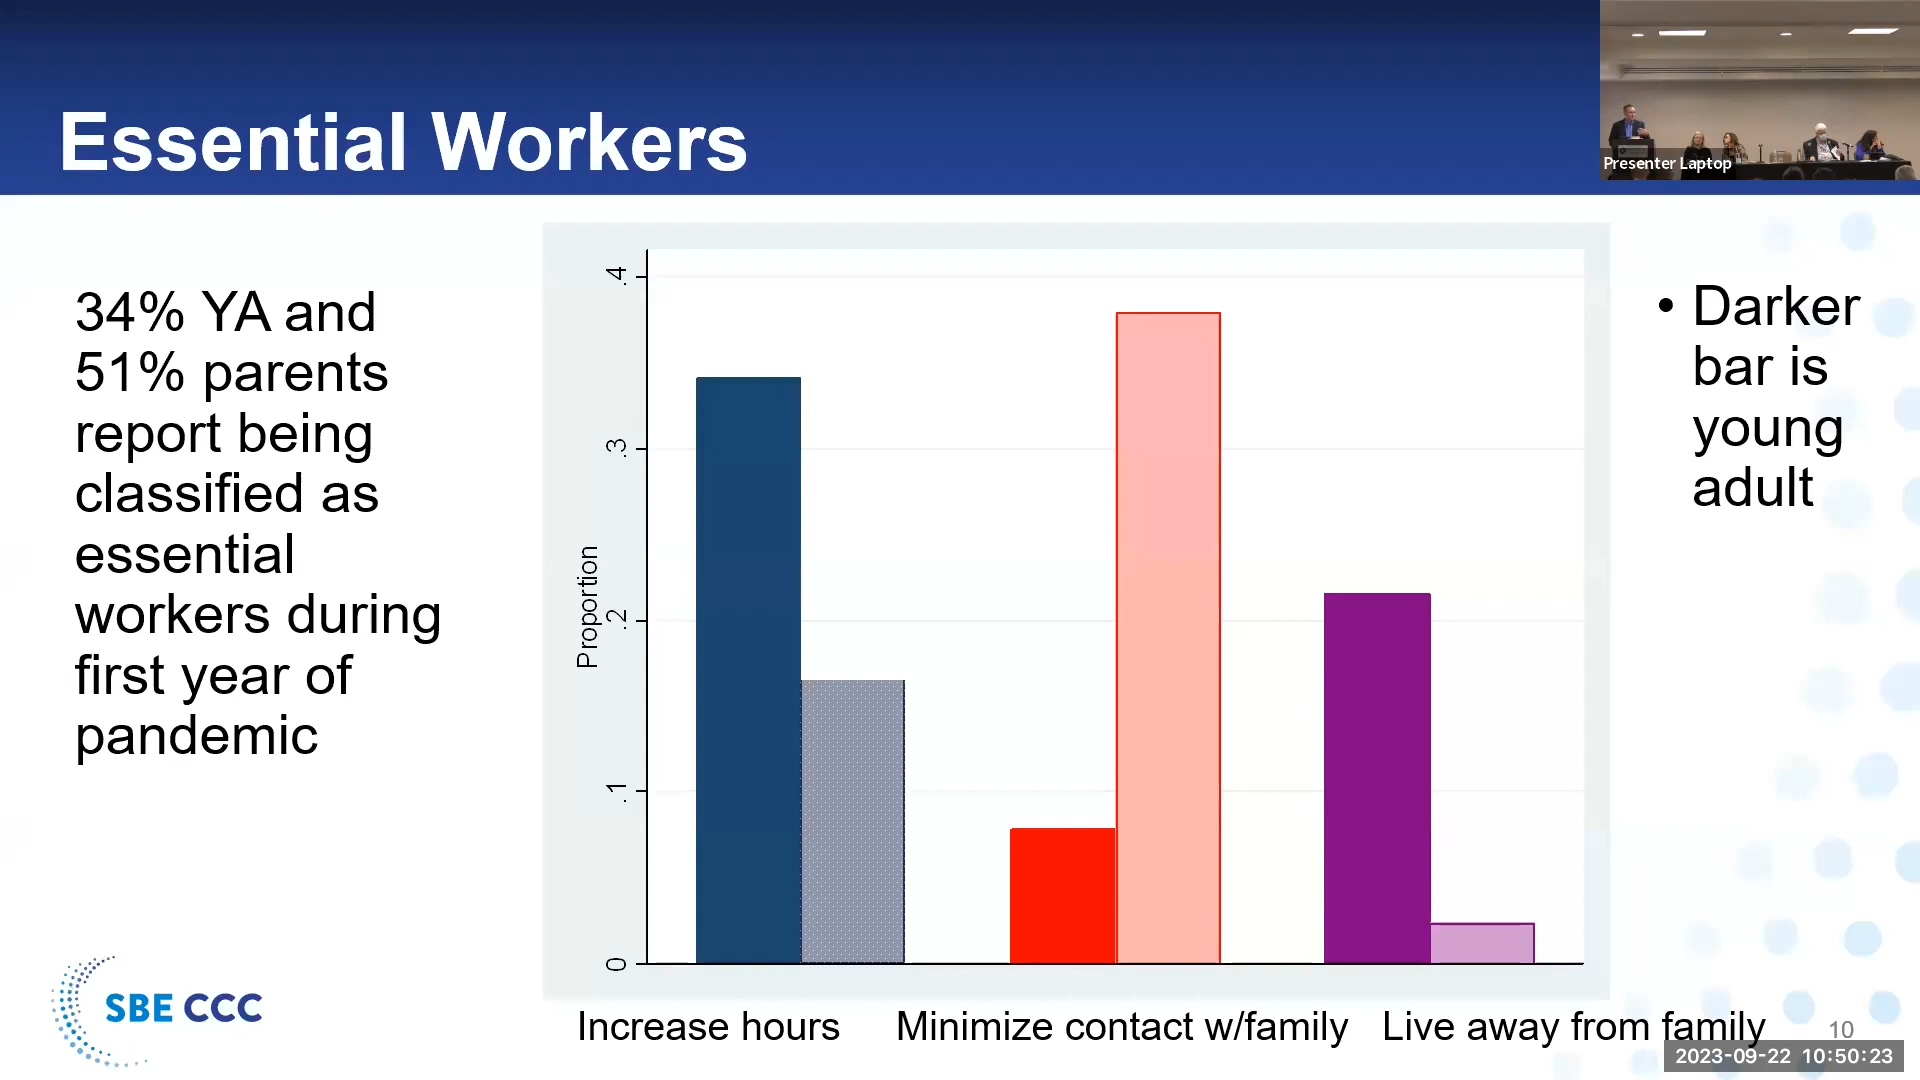 Essential Workers
Presenter Laptop
34% YA and
51% parents
report being
classified as
essential
workers during
first year of
pandemic
Proportion
.4
.3
.2
.1
0
Increase hours
Minimize contact w/family
Live away from family
• Darker
bar is
young
adult
SBE CCC
10
2023-09-22 10:50:23